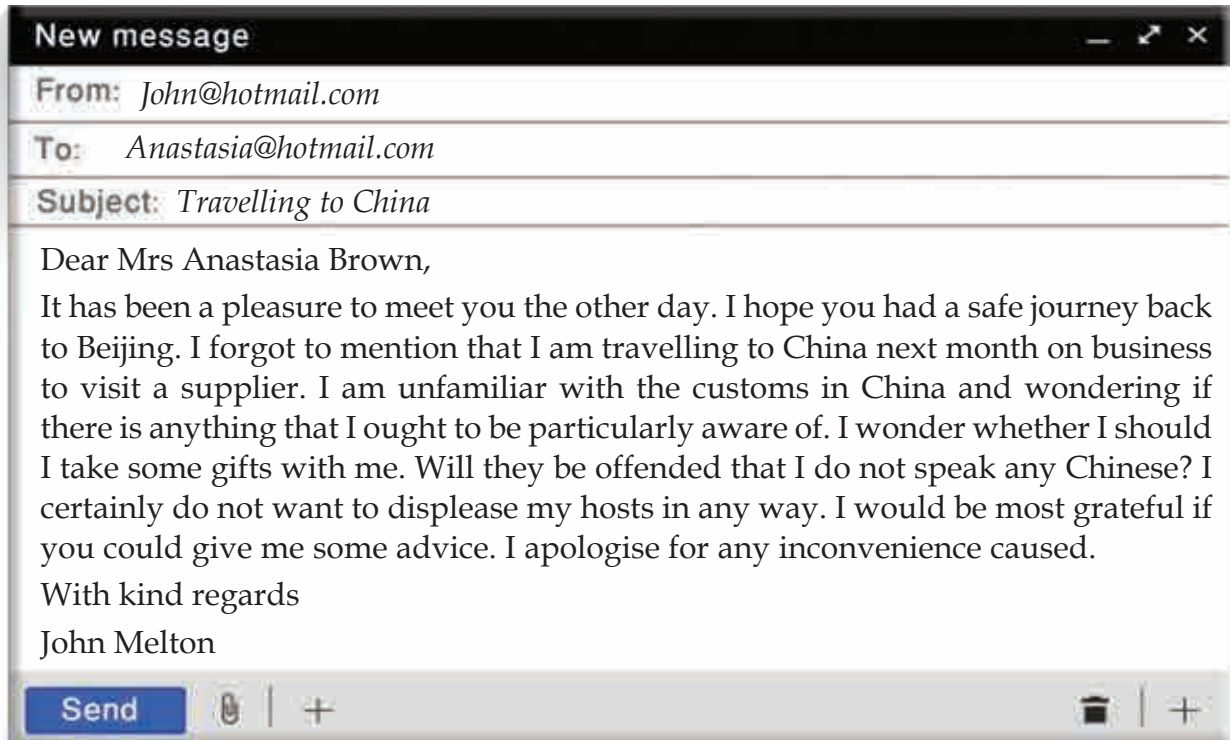 New message
From: John@hotmail.com
To: Anastasia@hotmail.com
Subject: Travelling to China
Dear Mrs Anastasia Brown,
It has been a pleasure to meet you the other day. I hope you had a safe journey back
to Beijing. I forgot to mention that I am travelling to China next month on business
to visit a supplier. I am unfamiliar with the customs in China and wondering if
there is anything that I ought to be particularly aware of. I wonder whether I should
I take some gifts with me. Will they be offended that I do not speak any Chinese? I
certainly do not want to displease my hosts in any way. I would be most grateful if
you could give me some advice. I apologise for any inconvenience caused.
With kind regards
John Melton
Send